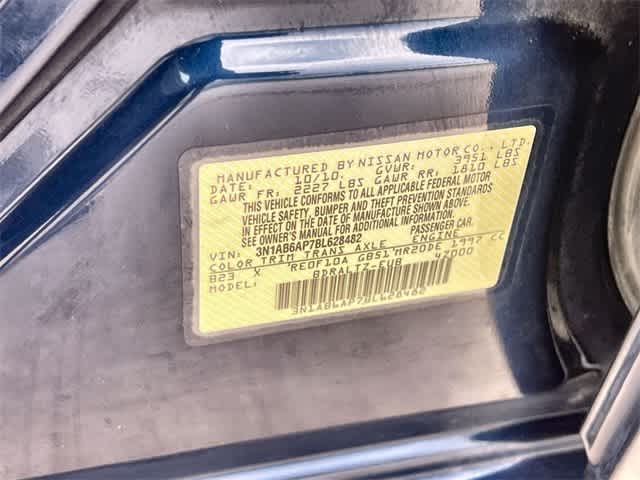 MANUFACTURED BY NISSAN MOTOR CO., LTD.
DATE: 10/10. GVWR: 3951 LBS
GAWR FR: 2227 LBS GAWR RR: 1810 LBS
THIS VEHICLE CONFORMS TO ALL APPLICABLE FEDERAL MOTOR
VEHICLE SAFETY, BUMPER AND THEFT PREVENTION STANDARDS
IN EFFECT ON THE DATE OF MANUFACTURE SHOWN ABOVE.
SEE OWNER'S MANUAL FOR ADDITIONAL INFORMATION.
VIN: 3N1AB6AP7BL628482 PASSENGER CAR.
COLOR TRIM TRANS AXLE ENGINE
B23 X RE0F10A GB51 MR20DE 1997 CC
BDRALTZ-EUB 4Z000
3N1AB6AP7BL628482